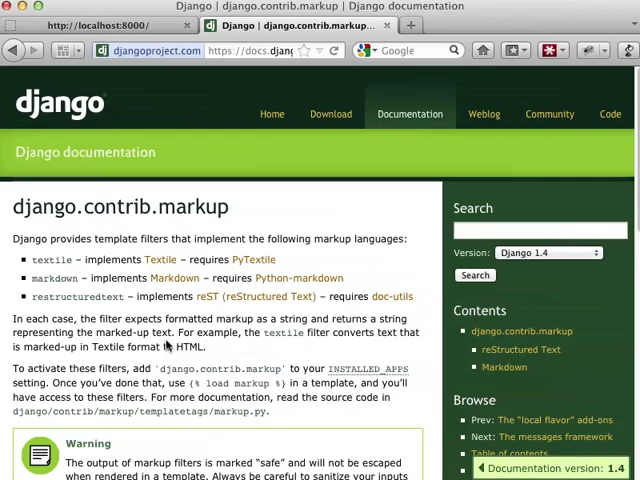 Django | django.contrib.markup | Django documentation
http://localhost:8000/
Django | django.contrib.markup...
djangoproject.com
https://docs.djang
Google
django
Home
Download
Documentation
Weblog
Community
Code
Django documentation
django.contrib.markup
Django provides template filters that implement the following markup languages:
textile – implements Textile – requires PyTextile
markdown – implements Markdown – requires Python-markdown
restructuredtext – implements reST (reStructured Text) – requires doc-utils
In each case, the filter expects formatted markup as a string and returns a string
representing the marked-up text. For example, the textile filter converts text that
is marked-up in Textile format to HTML.
To activate these filters, add 'django.contrib.markup' to your INSTALLED_APPS
setting. Once you've done that, use {% load markup %} in a template, and you'll
have access to these filters. For more documentation, read the source code in
django/contrib/markup/templatetags/markup.py.
Warning
The output of markup filters is marked "safe" and will not be escaped
when rendered in a template. Always be careful to sanitize your inputs
Search
Version: Django 1.4
Search
Contents
django.contrib.markup
reStructured Text
Markdown
Browse
Prev: The "local flavor" add-ons
Next: The messages framework
Table of contents
Documentation version: 1.4